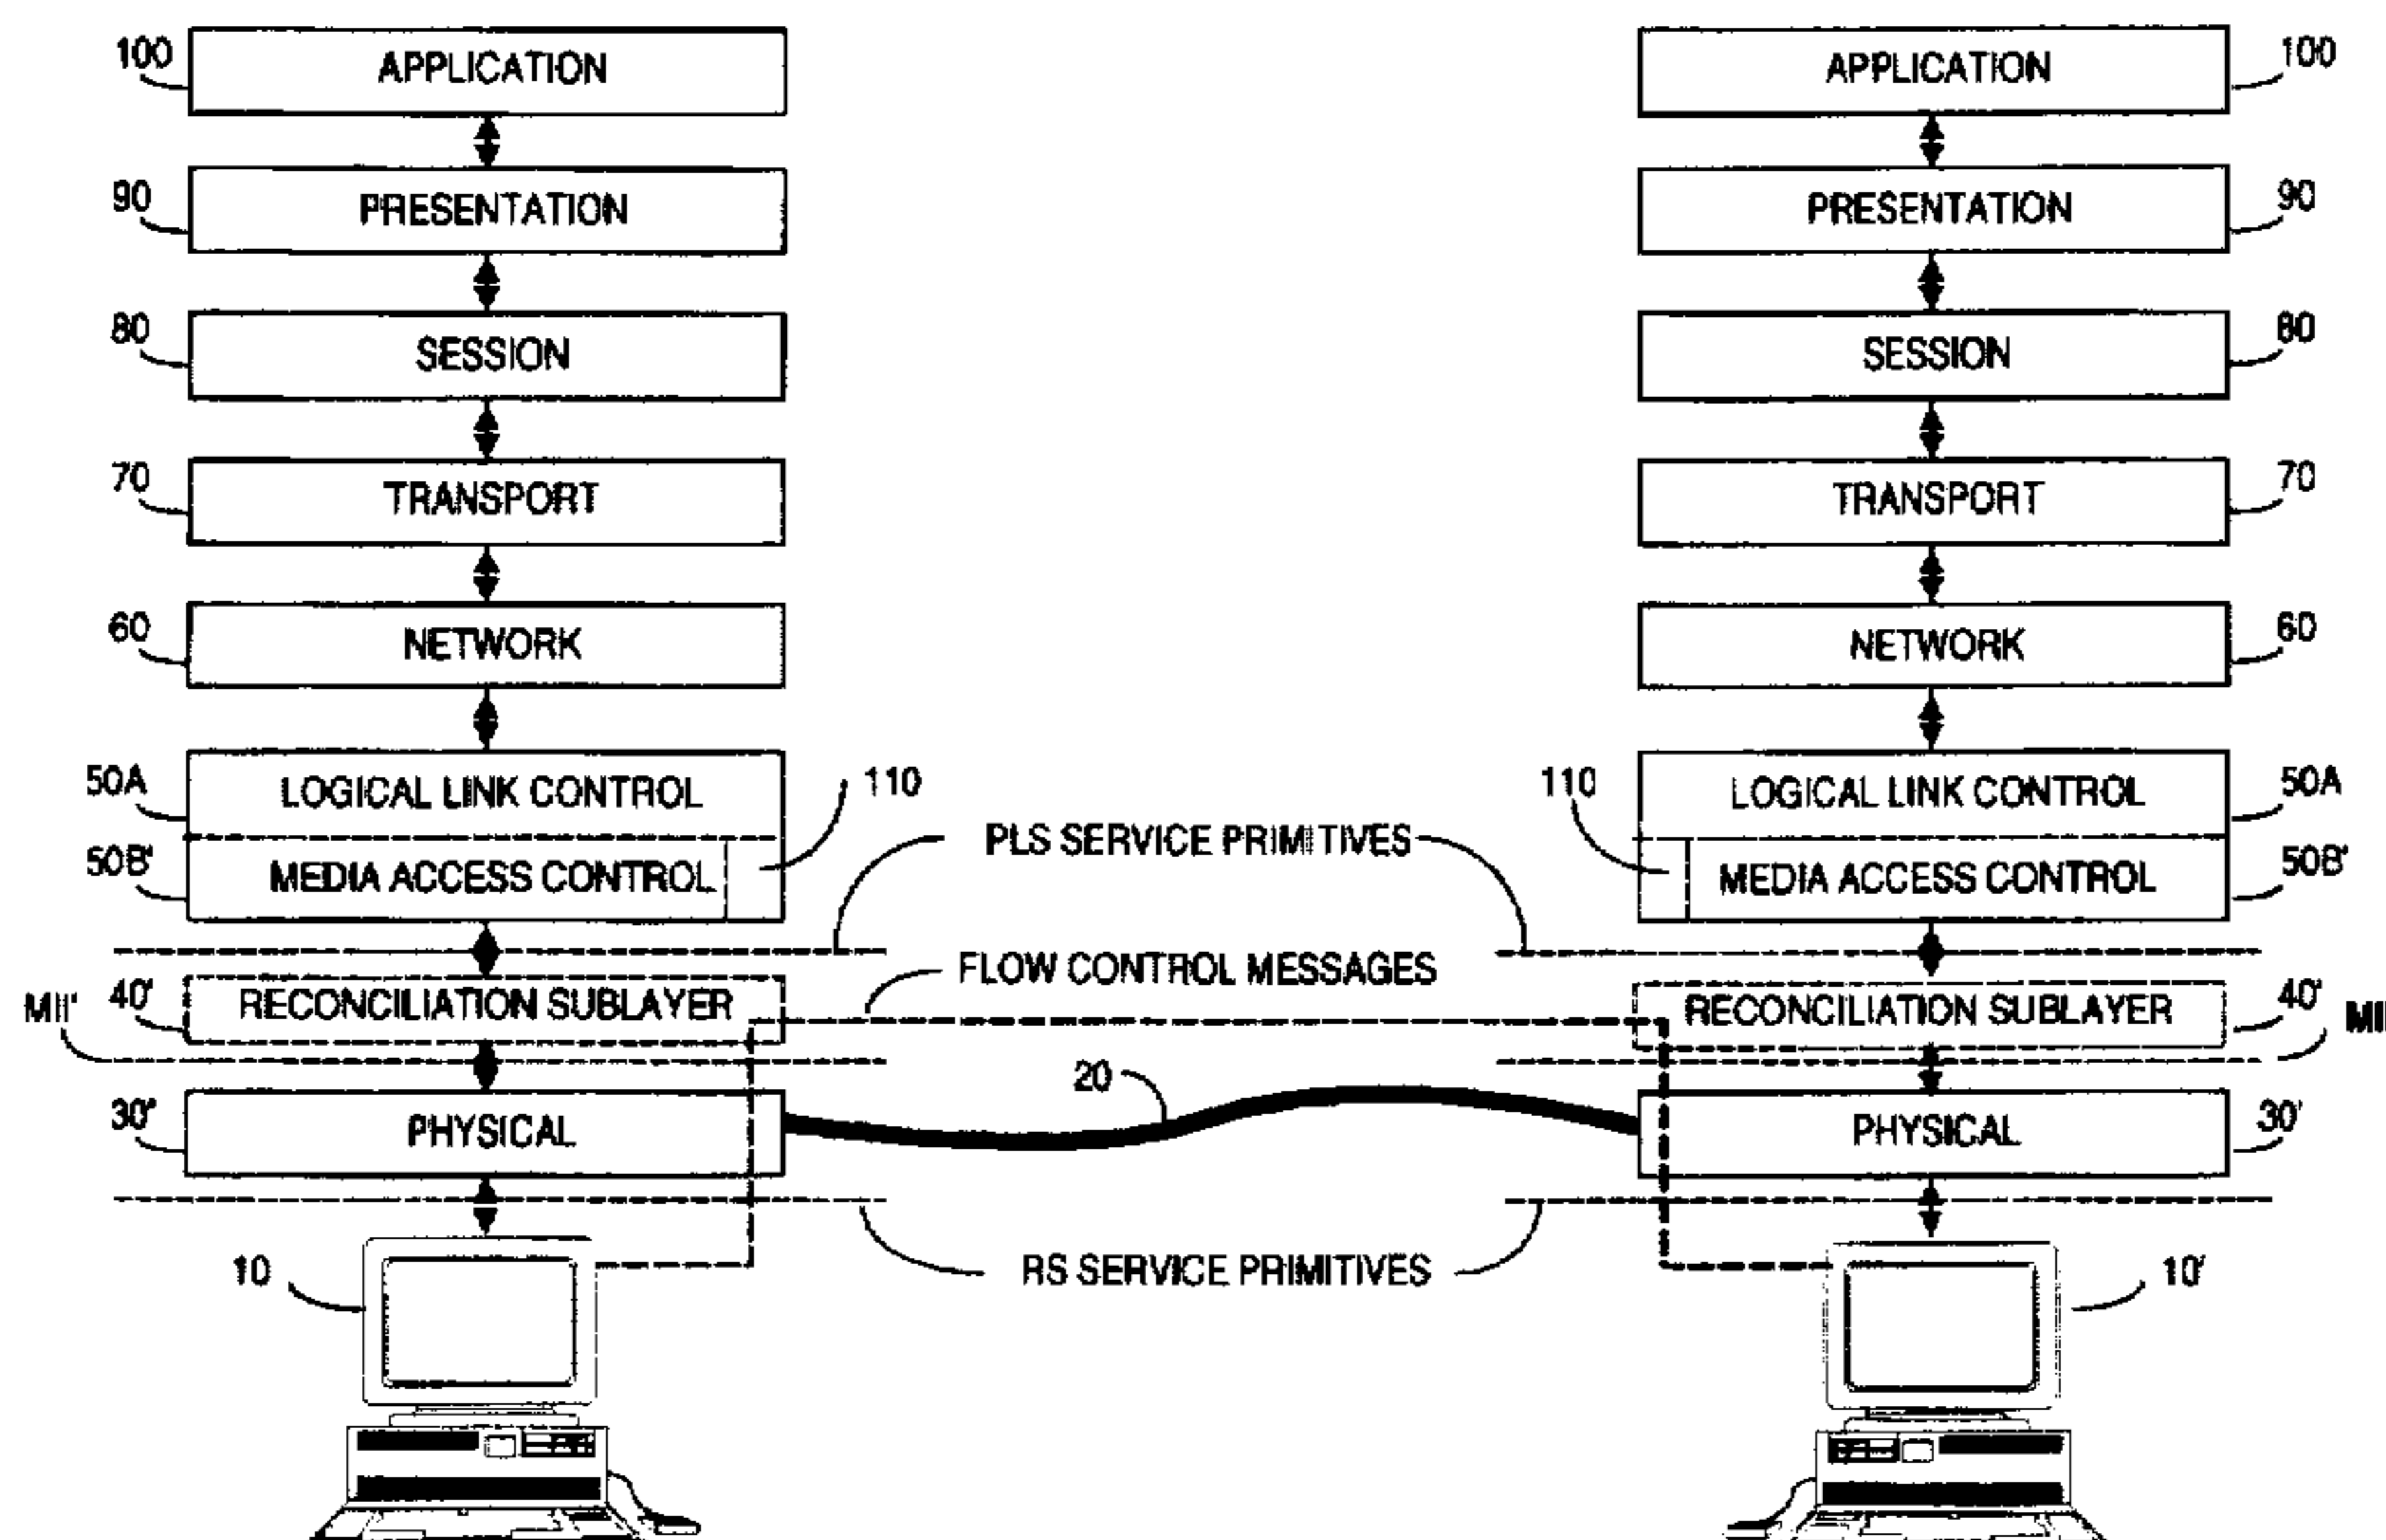 100 APPLICATION APPLICATION 100
90 PRESENTATION PRESENTATION 90
80 SESSION SESSION 80
70 TRANSPORT TRANSPORT 70
60 NETWORK NETWORK 60
50A LOGICAL LINK CONTROL 110 110 LOGICAL LINK CONTROL 50A
PLS SERVICE PRIMITIVES
50B' MEDIA ACCESS CONTROL MEDIA ACCESS CONTROL 50B'
FLOW CONTROL MESSAGES
MII' 40' RECONCILIATION SUBLAYER RECONCILIATION SUBLAYER 40' MII
20
30' PHYSICAL PHYSICAL 30'
10 RS SERVICE PRIMITIVES 10'